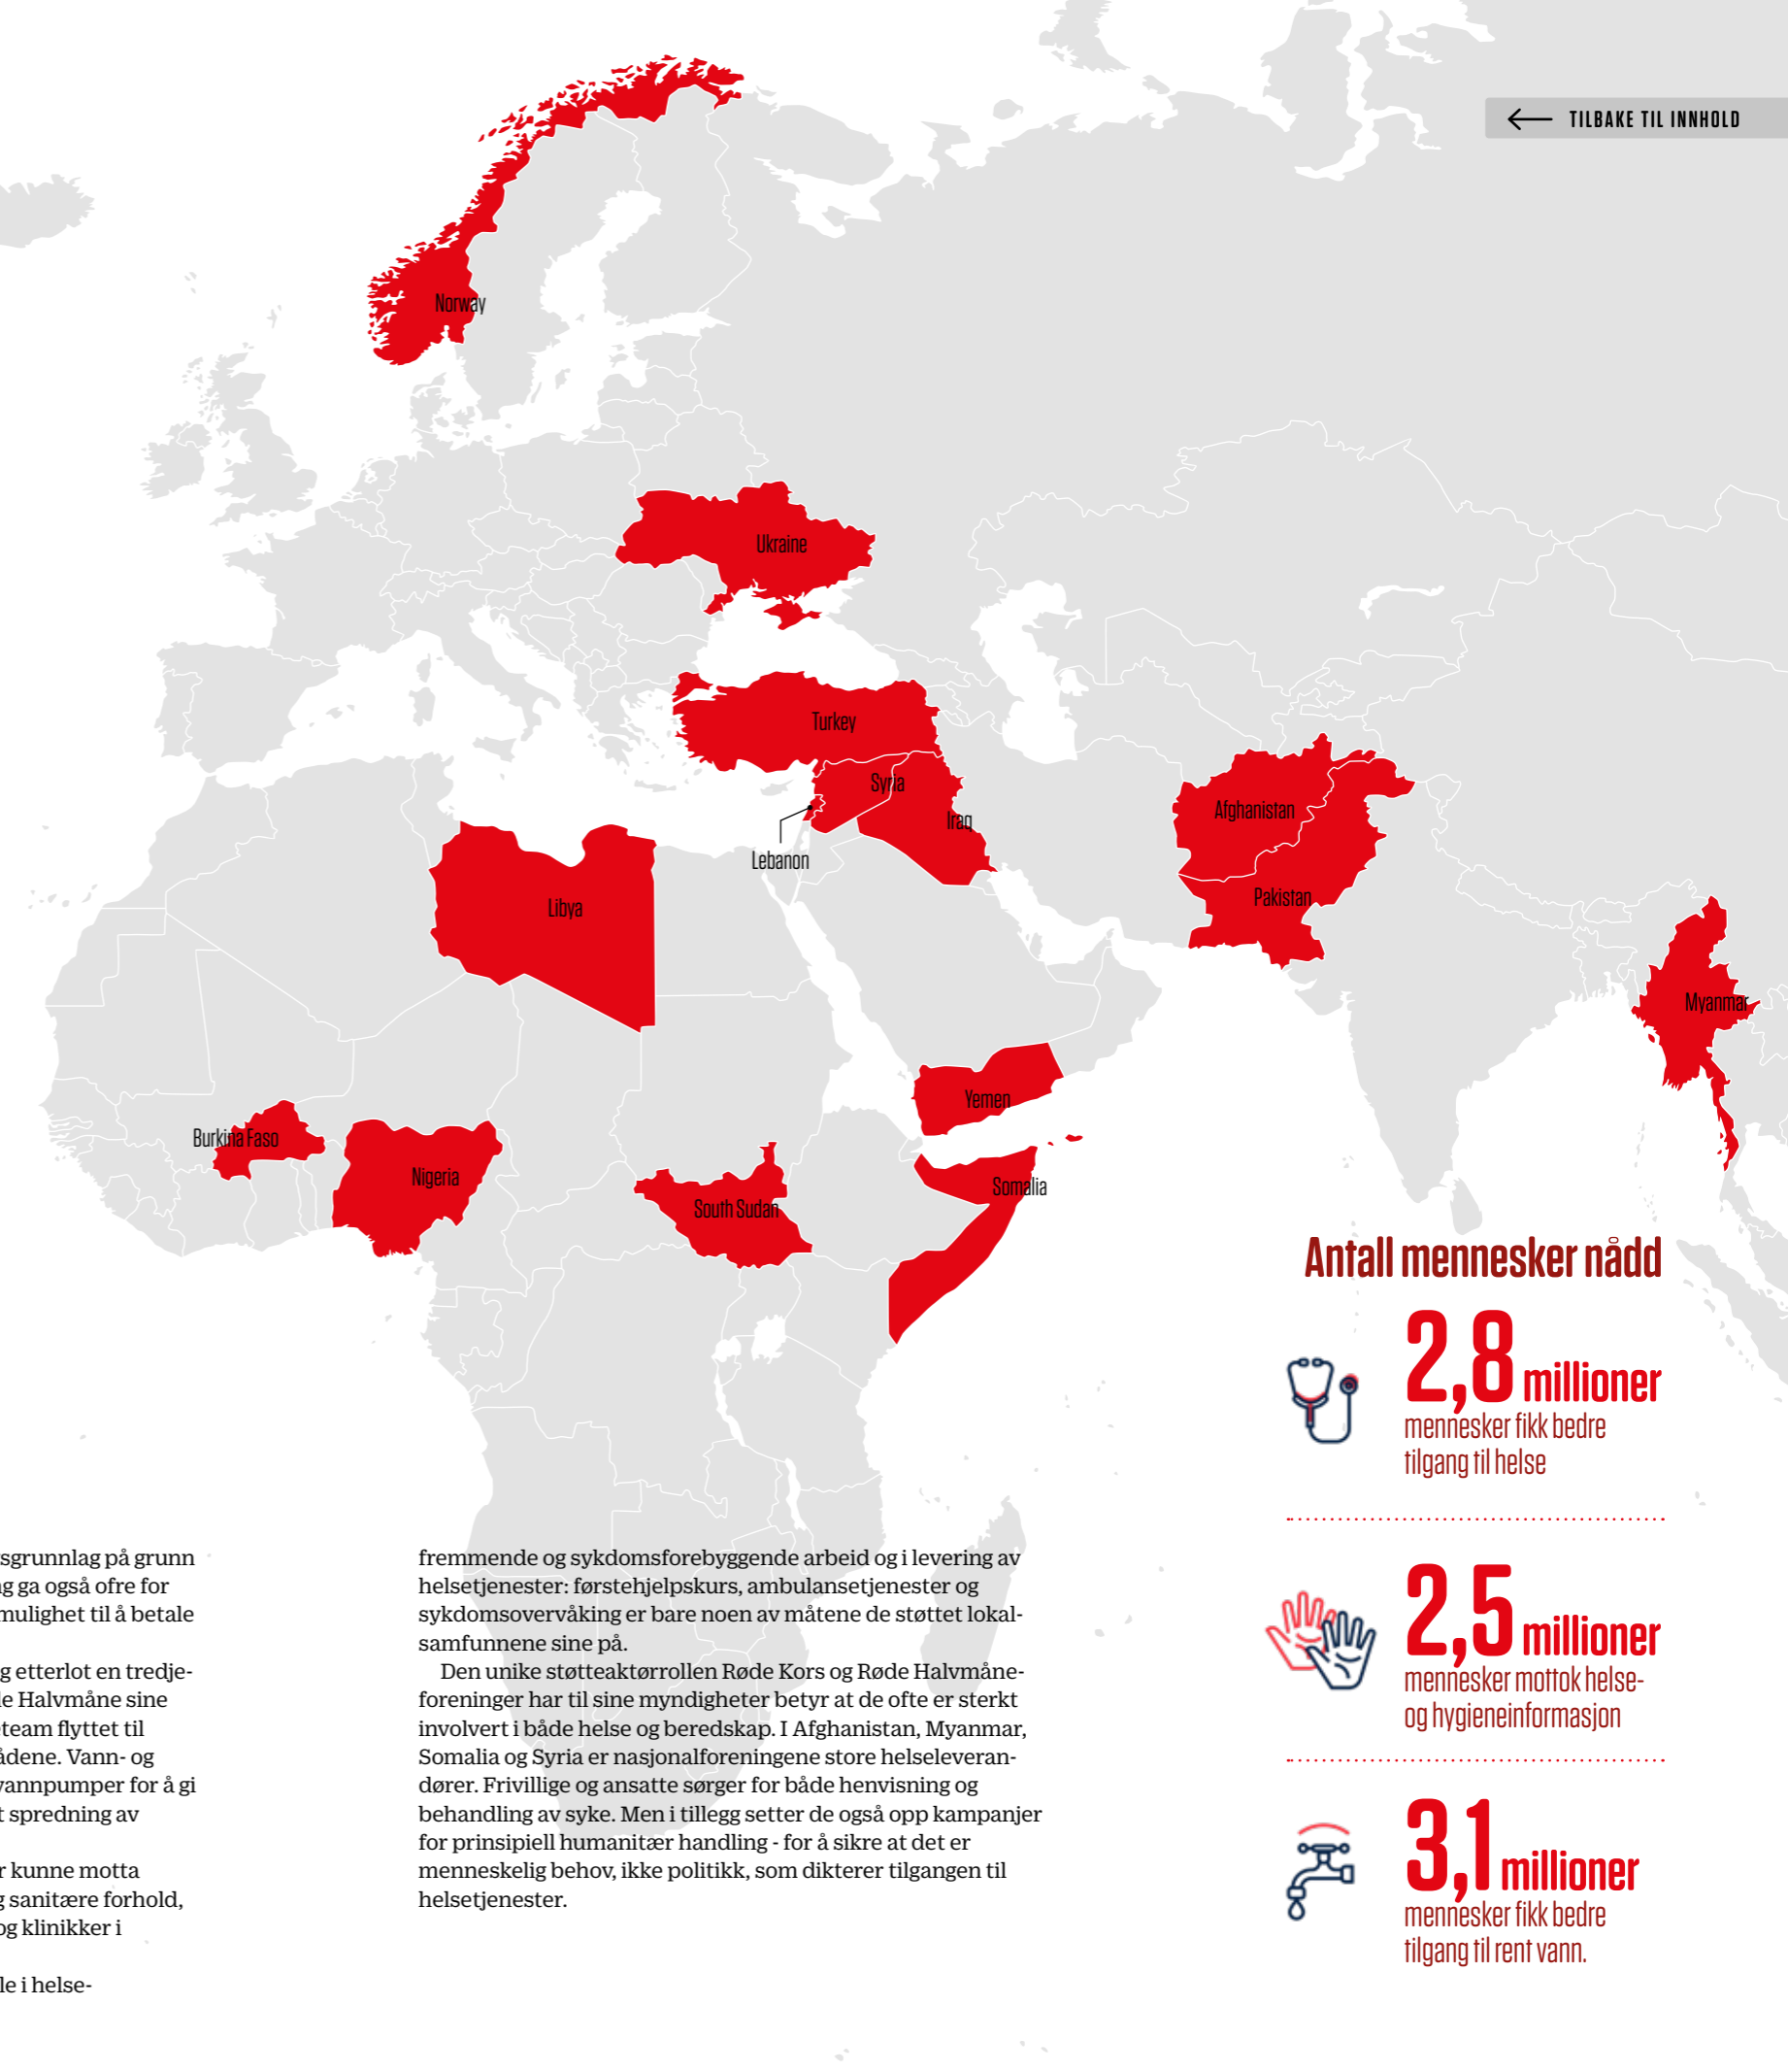 TILBAKE TIL INNHOLD
Norway
Ukraine
Turkey
Syria
Iraq
Lebanon
Afghanistan
Pakistan
Libya
Myanmar
Yemen
Burkina Faso
Nigeria
South Sudan
Somalia
sgrunnlag på grunn
g ga også ofre for
mulighet til å betale
g etterlot en tredje-
e Halvmåne sine
team flyttet til
ådene. Vann- og
vannpumper for å gi
t spredning av
r kunne motta
g sanitære forhold,
og klinikker i
le i helse-
fremmende og sykdomsforebyggende arbeid og i levering av
helsetjenester: førstehjelpskurs, ambulansetjenester og
sykdomsovervåking er bare noen av måtene de støttet lokal-
samfunnene sine på.
Den unike støtteaktørrollen Røde Kors og Røde Halvmåne-
foreninger har til sine myndigheter betyr at de ofte er sterkt
involvert i både helse og beredskap. I Afghanistan, Myanmar,
Somalia og Syria er nasjonalforeningene store helseleveran-
dører. Frivillige og ansatte sørger for både henvisning og
behandling av syke. Men i tillegg setter de også opp kampanjer
for prinsipiell humanitær handling - for å sikre at det er
menneskelig behov, ikke politikk, som dikterer tilgangen til
helsetjenester.
Antall mennesker nådd
2,8 millioner
mennesker fikk bedre
tilgang til helse
2,5 millioner
mennesker mottok helse-
og hygieneinformasjon
3,1 millioner
mennesker fikk bedre
tilgang til rent vann.